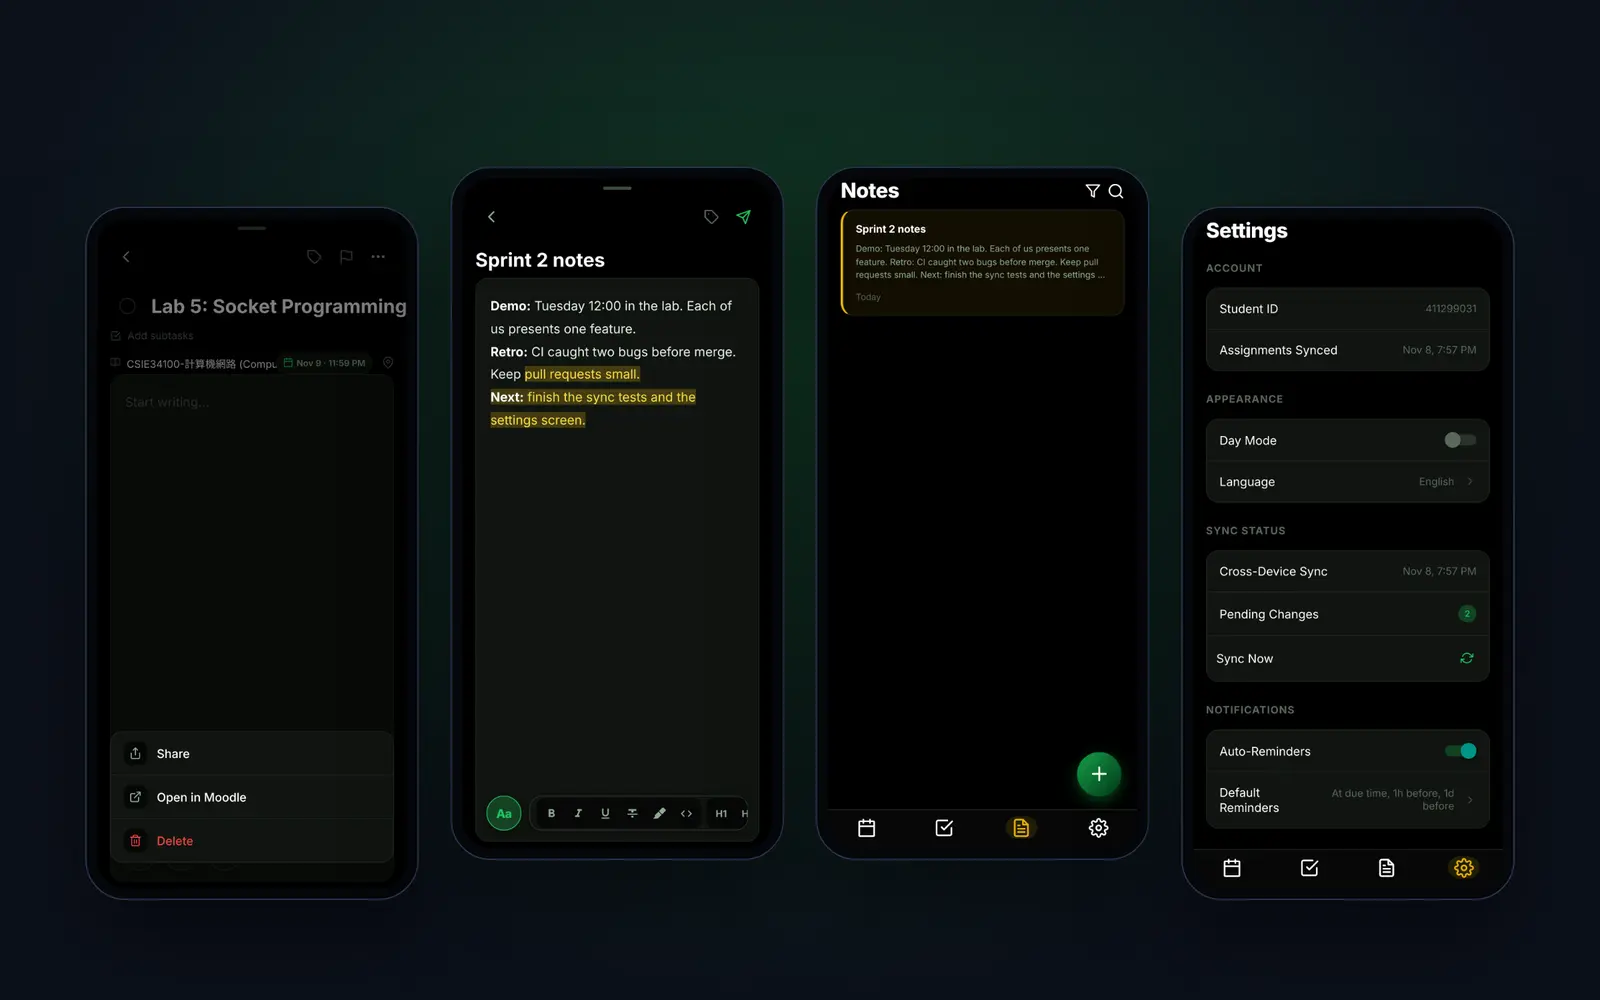 Lab 5: Socket Programming
Add subtasks
CSIE34100-計算機網路 (Compu
Nov 9 · 11:59 PM
Start writing...
Share
Open in Moodle
Delete
Sprint 2 notes
Demo: Tuesday 12:00 in the lab. Each of
us presents one feature.
Retro: CI caught two bugs before merge.
Keep pull requests small.
Next: finish the sync tests and the
settings screen.
Aa B I U T <> H1 H
Notes
Sprint 2 notes
Demo: Tuesday 12:00 in the lab. Each of us presents one
feature. Retro: CI caught two bugs before merge. Keep pull
requests small. Next: finish the sync tests and the settings ...
Today
Settings
ACCOUNT
Student ID 411299031
Assignments Synced Nov 8, 7:57 PM
APPEARANCE
Day Mode
Language English
SYNC STATUS
Cross-Device Sync Nov 8, 7:57 PM
Pending Changes 2
Sync Now
NOTIFICATIONS
Auto-Reminders
Default
Reminders
At due time, 1h before, 1d
before